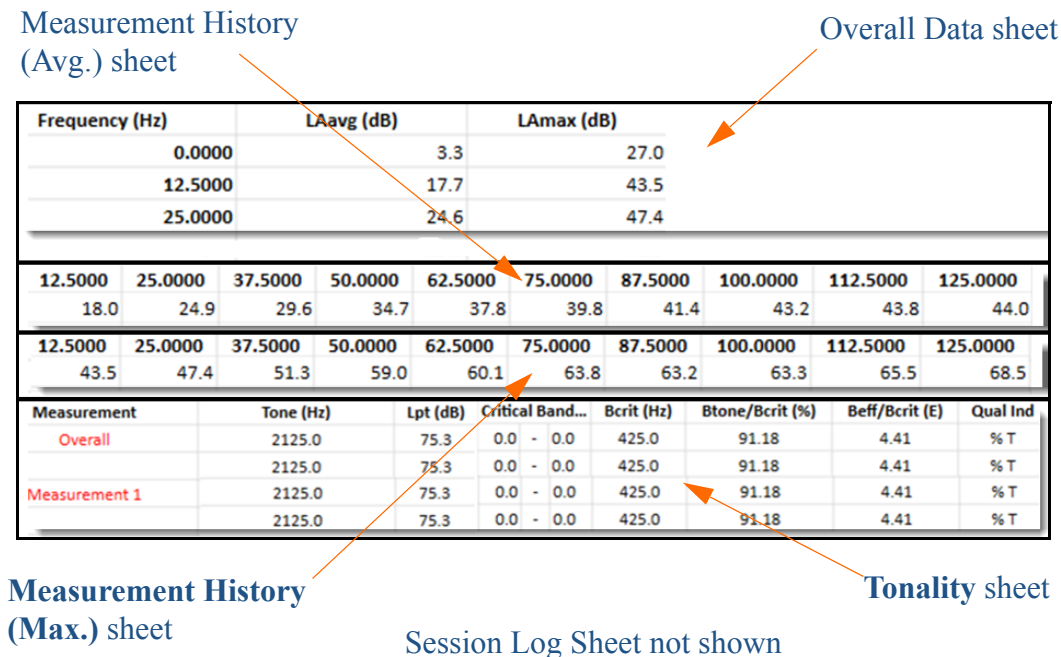 Measurement History
(Avg.) sheet
Overall Data sheet
Frequency (Hz) LAavg (dB) LAmax (dB)
0.0000 3.3 27.0
12.5000 17.7 43.5
25.0000 24.6 47.4
12.5000 25.0000 37.5000 50.0000 62.5000 75.0000 87.5000 100.0000 112.5000 125.0000
18.0 24.9 29.6 34.7 37.8 39.8 41.4 43.2 43.8 44.0
12.5000 25.0000 37.5000 50.0000 62.5000 75.0000 87.5000 100.0000 112.5000 125.0000
43.5 47.4 51.3 59.0 60.1 63.8 63.2 63.3 65.5 68.5
Measurement Tone (Hz) Lpt (dB) Critical Band... Bcrit (Hz) Btone/Bcrit (%) Beff/Bcrit (E) Qual Ind
Overall 2125.0 75.3 0.0 - 0.0 425.0 91.18 4.41 % T
2125.0 75.3 0.0 - 0.0 425.0 91.18 4.41 % T
Measurement 1 2125.0 75.3 0.0 - 0.0 425.0 91.18 4.41 % T
2125.0 75.3 0.0 - 0.0 425.0 91.18 4.41 % T
Measurement History
(Max.) sheet
Tonality sheet
Session Log Sheet not shown